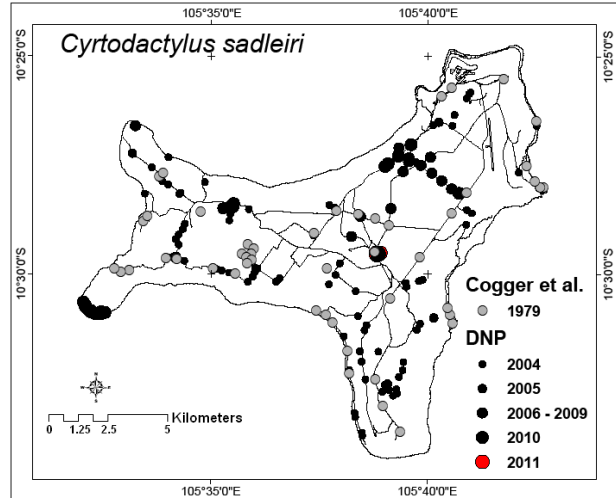 105°35'0"E 105°40'0"E
Cyrtodactylus sadleiri
10°25'0"S 10°25'0"S
10°30'0"S 10°30'0"S
Cogger et al.
1979
DNP
2004
2005
2006 - 2009
2010
2011
N
W E
S
Kilometers
0 1.25 2.5 5
105°35'0"E 105°40'0"E